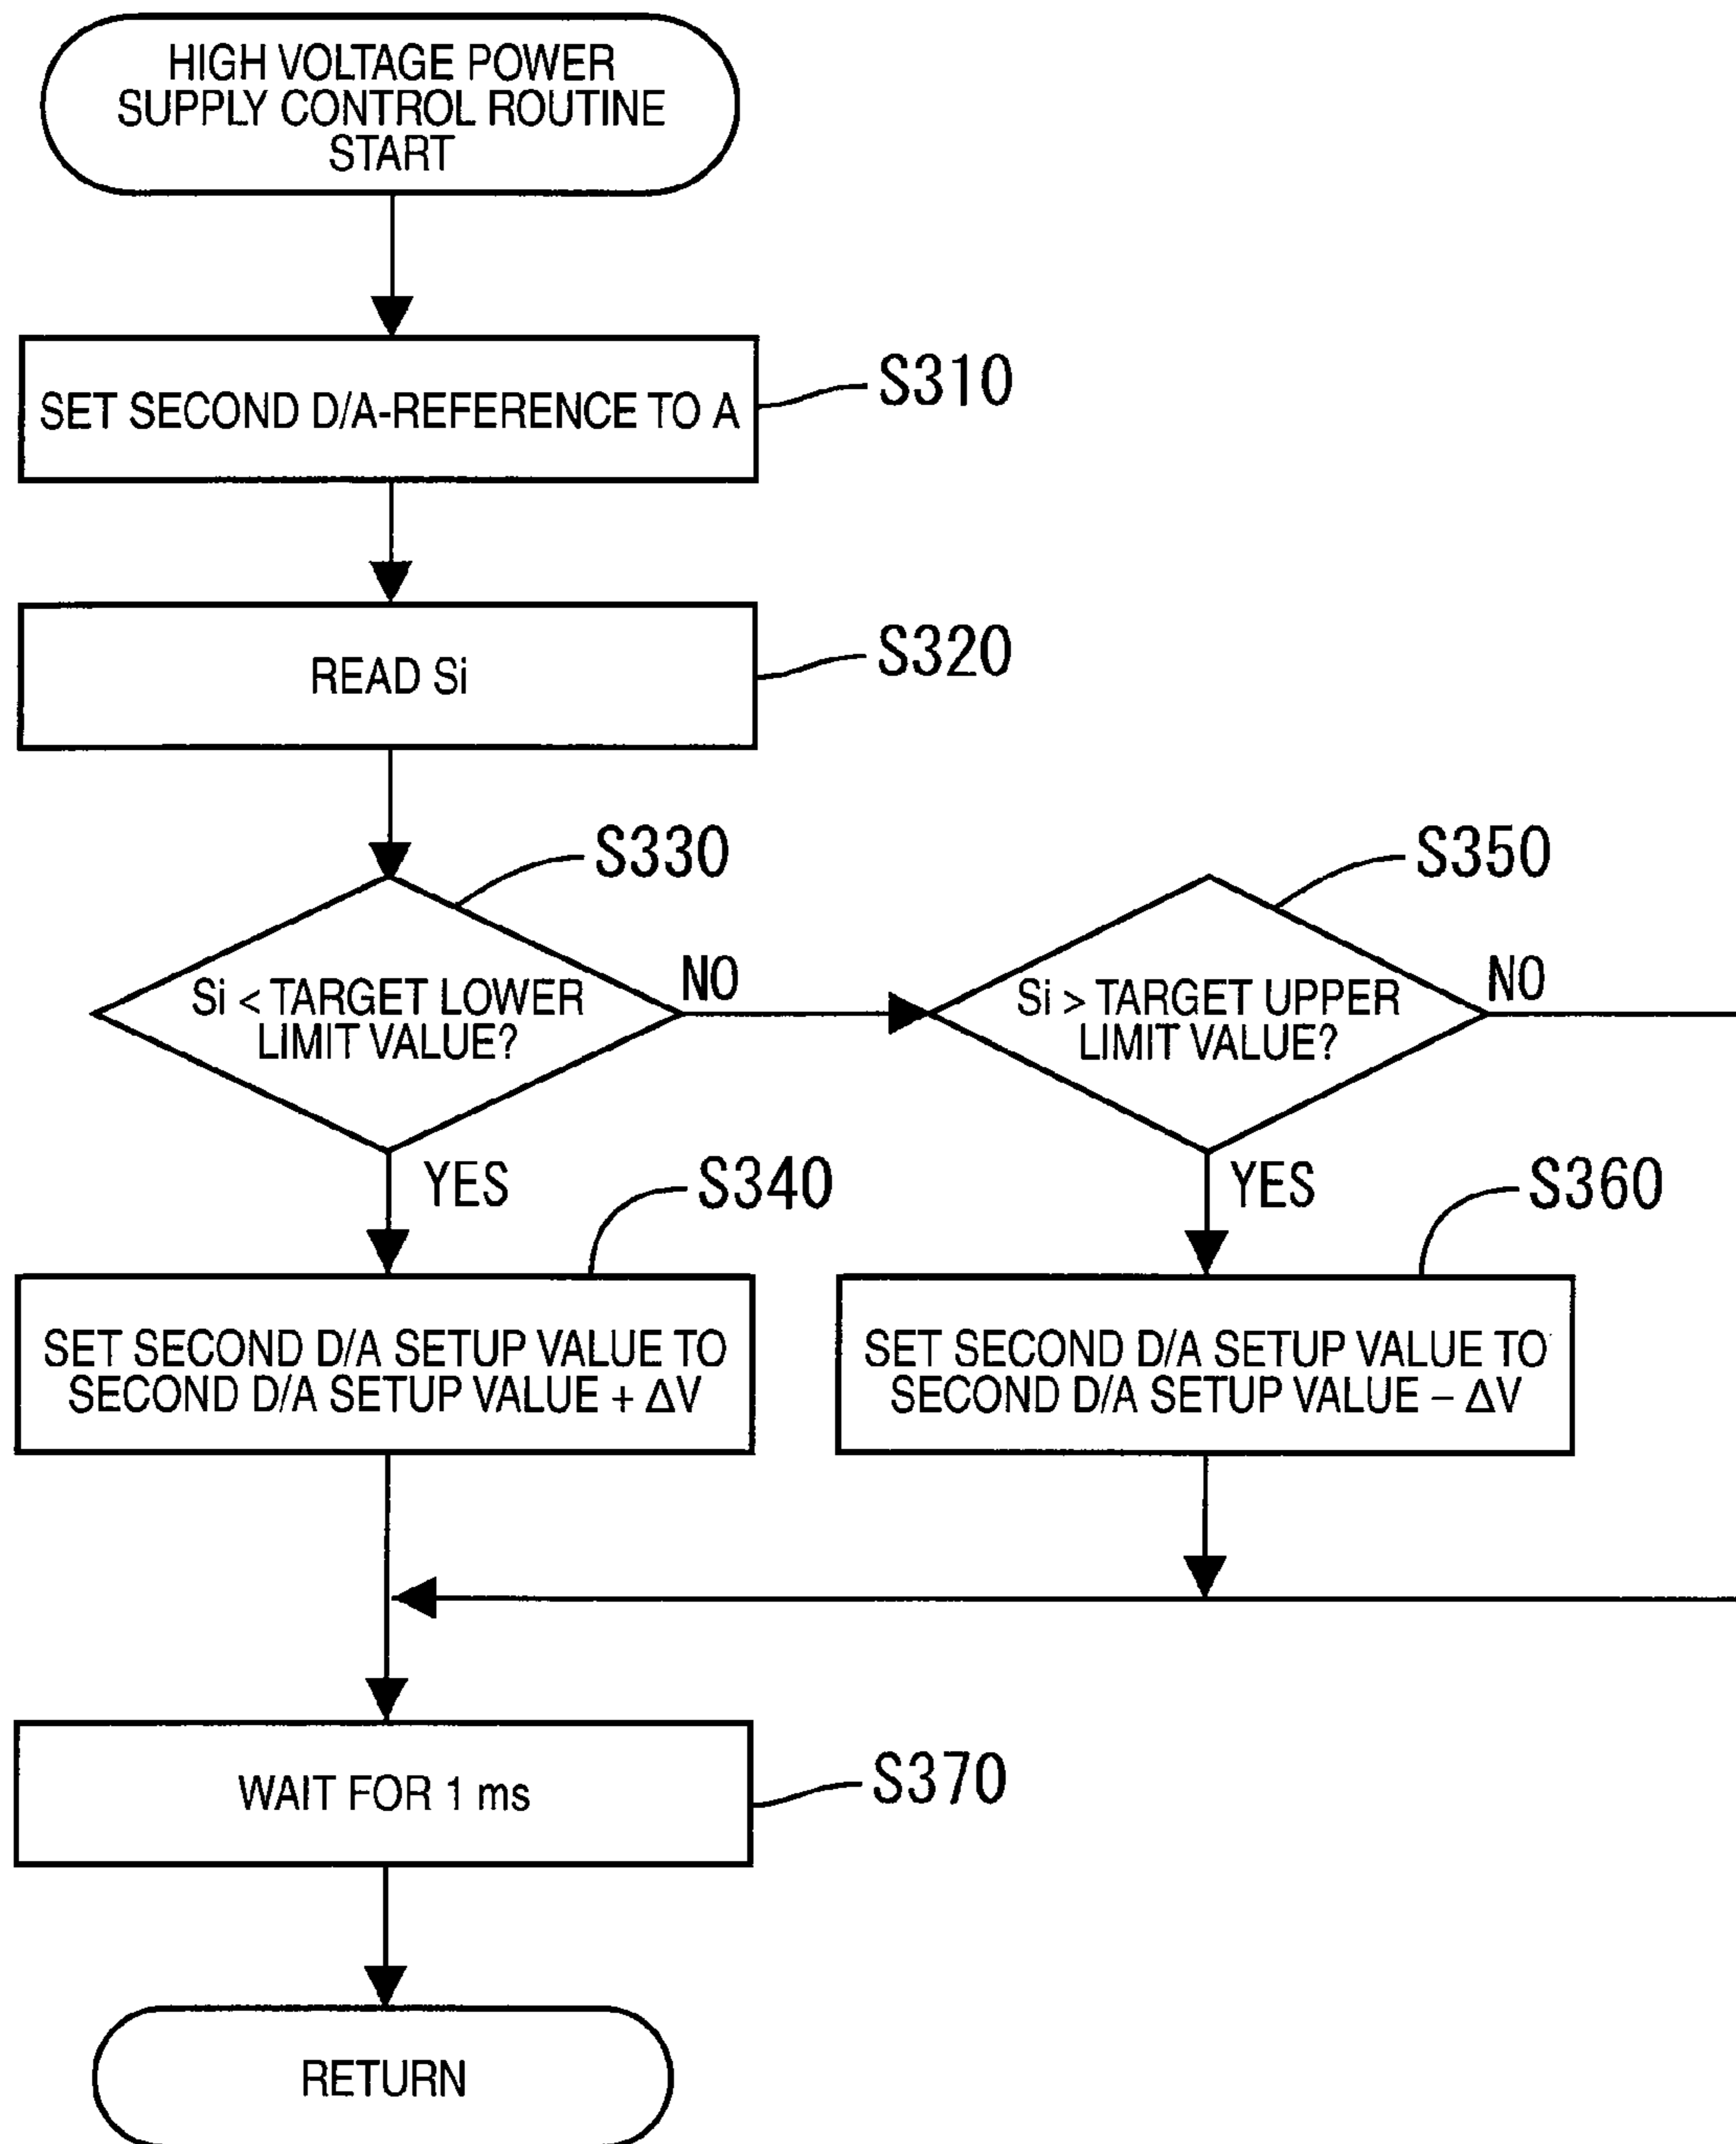 HIGH VOLTAGE POWER
SUPPLY CONTROL ROUTINE
START
SET SECOND D/A-REFERENCE TO A
S310
READ Si
S320
S330
Si < TARGET LOWER
LIMIT VALUE?
NO
YES
S350
Si > TARGET UPPER
LIMIT VALUE?
NO
YES
S340
SET SECOND D/A SETUP VALUE TO
SECOND D/A SETUP VALUE + ΔV
S360
SET SECOND D/A SETUP VALUE TO
SECOND D/A SETUP VALUE − ΔV
WAIT FOR 1 ms
S370
RETURN